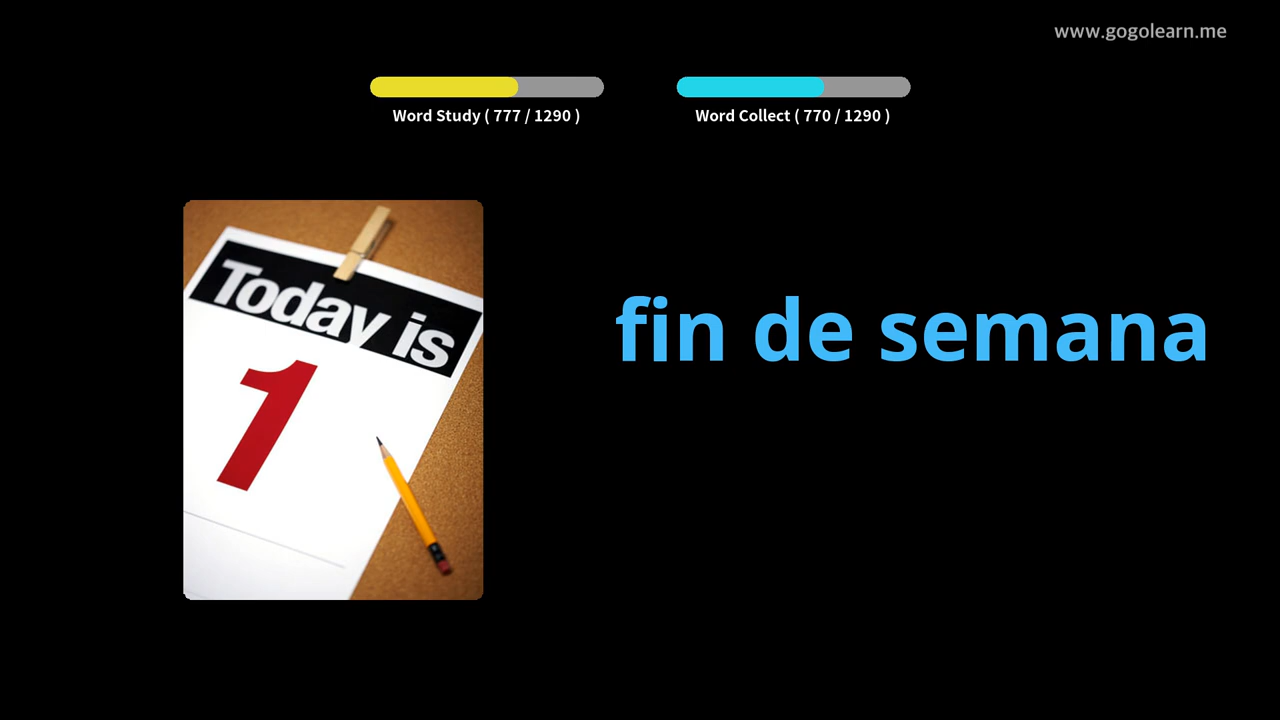 www.gogolearn.me
Word Study ( 777 / 1290 )
Word Collect ( 770 / 1290 )
Today is
1
fin de semana